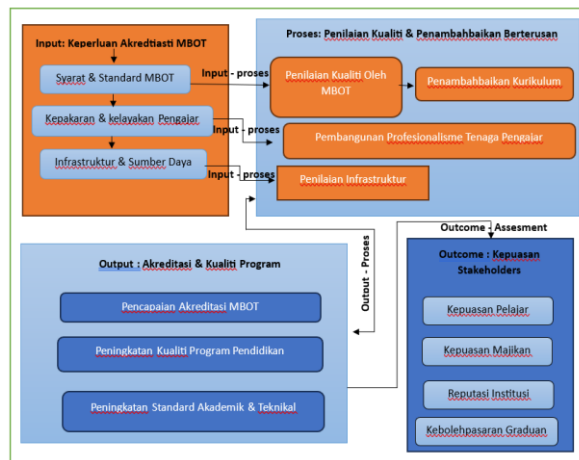 Input: Keperluan Akredtiasti MBOT
Syarat & Standard MBOT
Kepakaran & kelayakan Pengajar
Infrastruktur & Sumber Daya
Input - proses
Input - proses
Input - proses
Proses: Penilaian Kualiti & Penambahbaikan Berterusan
Penilaian Kualiti Oleh
MBOT
Penambahbaikan Kurikulum
Pembangunan Profesionalisme Tenaga Pengajar
Penilaian Infrastruktur
Output - Proses
Outcome - Assesment
Output : Akreditasi & Kualiti Program
Pencapaian Akreditasi MBOT
Peningkatan Kualiti Program Pendidikan
Peningkatan Standard Akademik & Teknikal
Outcome : Kepuasan
Stakeholders
Kepuasan Pelajar
Kepuasan Majikan
Reputasi Institusi
Kebolehpasaran Graduan